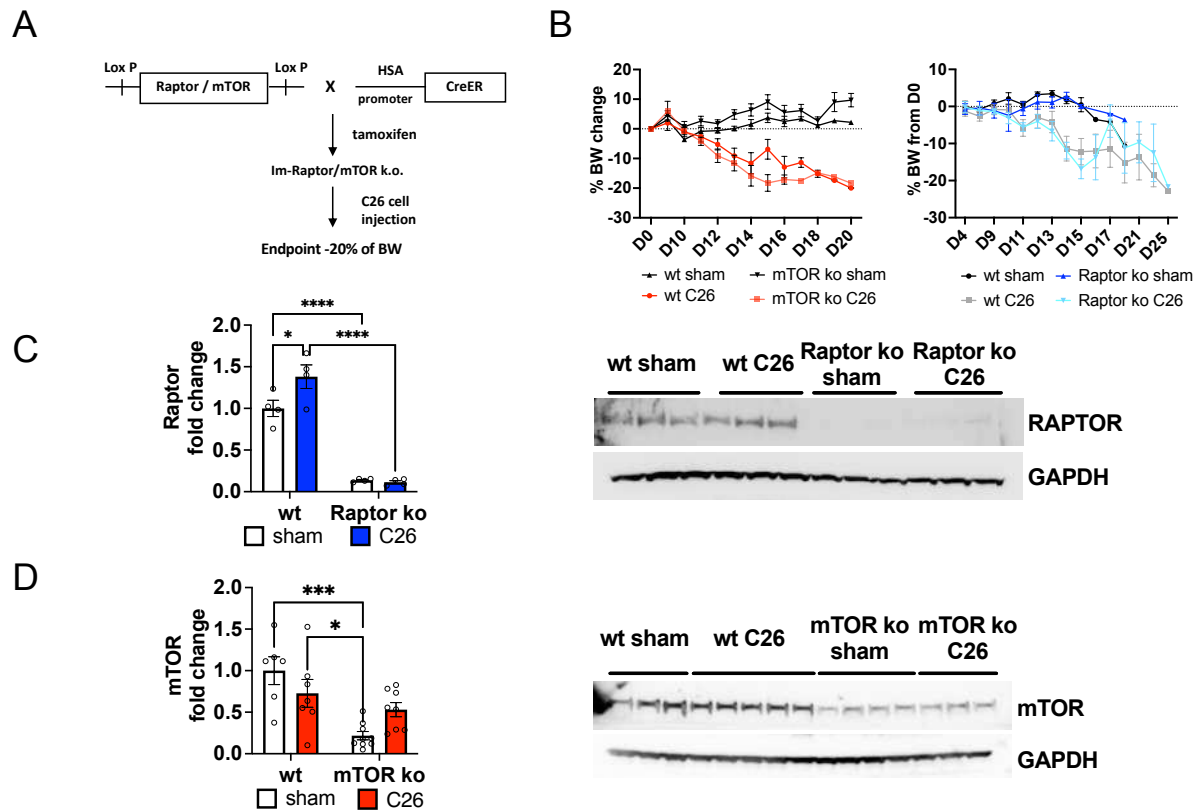 A
Lox P
Raptor / mTOR
Lox P
X
HSA
promoter
CreER
tamoxifen
Im-Raptor/mTOR k.o.
C26 cell
injection
Endpoint -20% of BW
B
% BW change
20
10
0
-10
-20
-30
D0
D10
D12
D14
D16
D18
D20
wt sham
mTOR ko sham
wt C26
mTOR ko C26
% BW from D0
10
0
-10
-20
-30
D4
D9
D11
D13
D15
D17
D21
D25
wt sham
Raptor ko sham
wt C26
Raptor ko C26
C
Raptor
fold change
2.0
1.5
1.0
0.5
0.0
****
*
****
wt
Raptor ko
sham
C26
wt sham
wt C26
Raptor ko
sham
Raptor ko
C26
RAPTOR
GAPDH
D
mTOR
fold change
2.0
1.5
1.0
0.5
0.0
***
*
wt
mTOR ko
sham
C26
wt sham
wt C26
mTOR ko
sham
mTOR ko
C26
mTOR
GAPDH